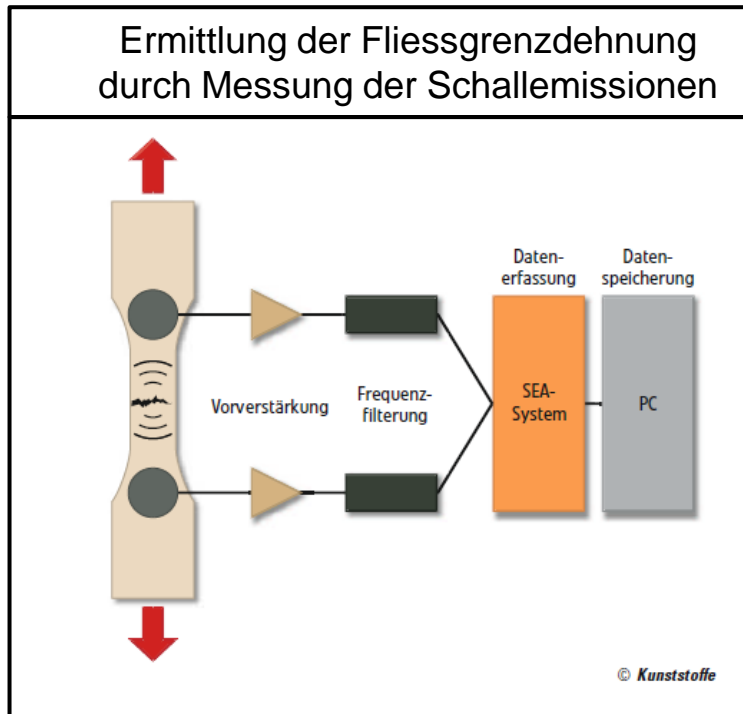 Ermittlung der Fliessgrenzdehnung
durch Messung der Schallemissionen
Daten-
erfassung
Daten-
speicherung
Vorverstärkung
Frequenz-
filterung
SEA-
System
PC
© Kunststoffe